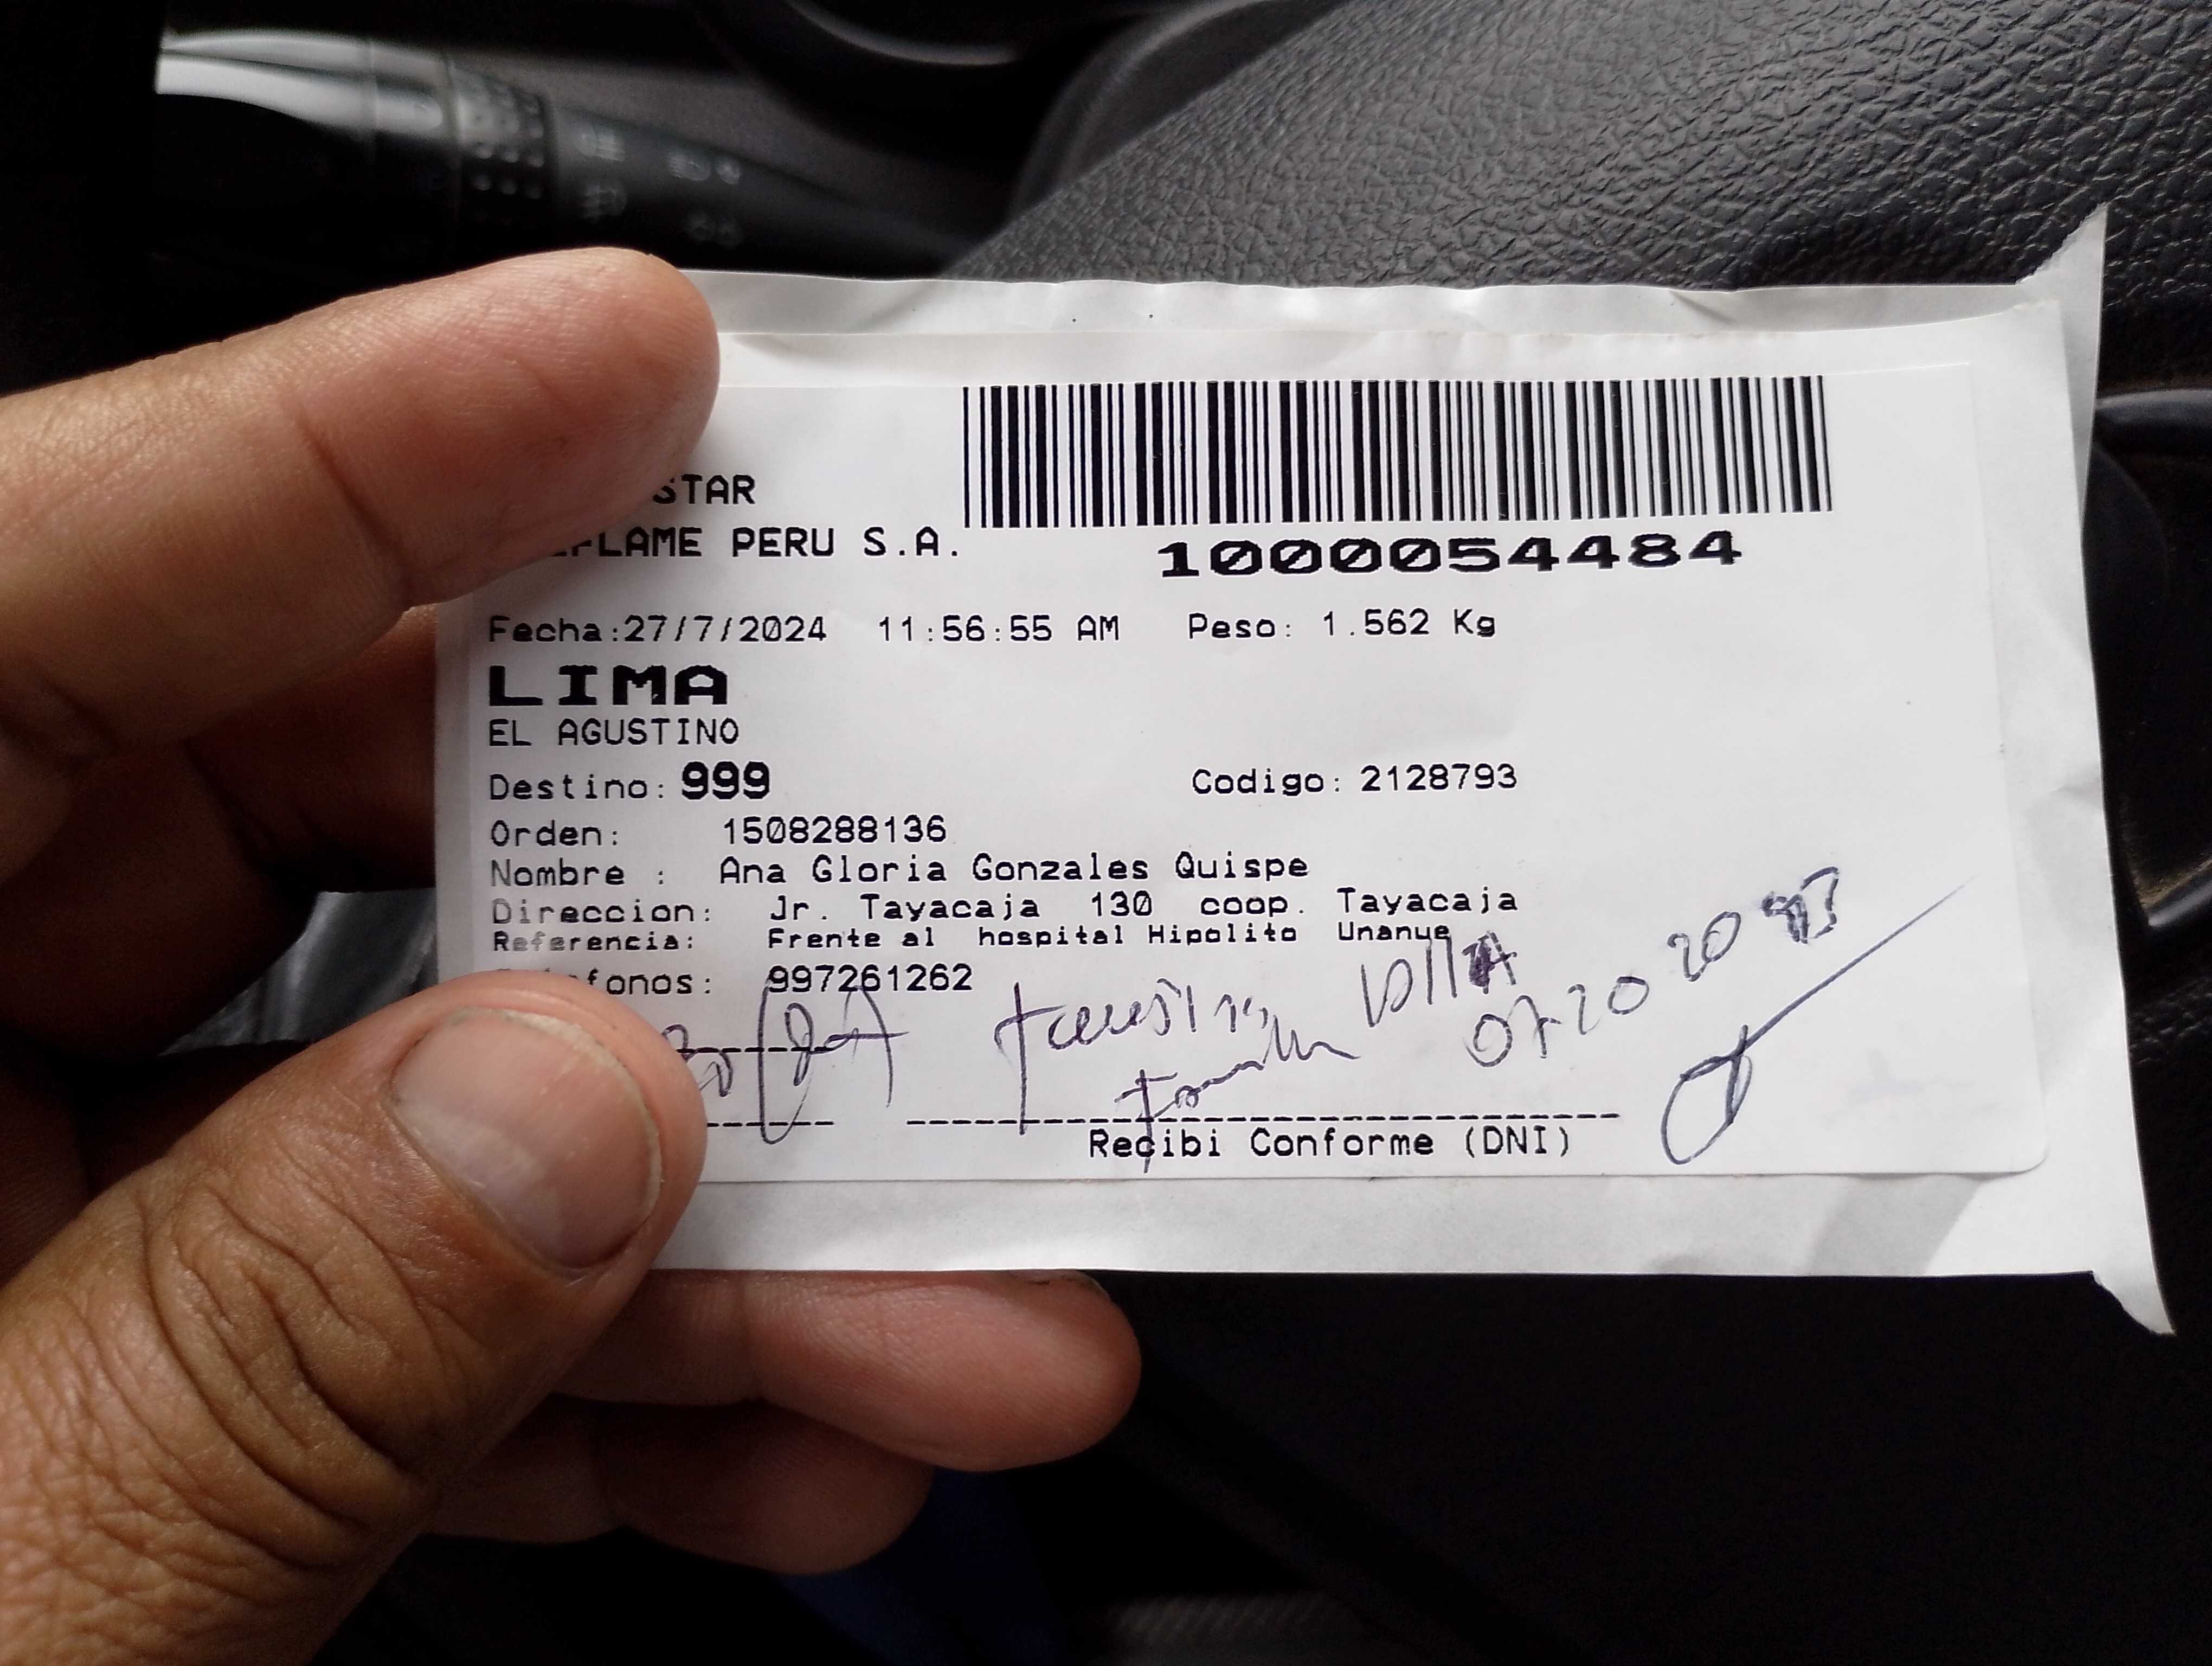 STAR
FLAME PERU S.A.
1000054484
Fecha:27/7/2024 11:56:55 AM Peso: 1.562 Kg
LIMA
EL AGUSTINO
Destino: 999 Codigo: 2128793
Orden: 1508288136
Nombre : Ana Gloria Gonzales Quispe
Direccion: Jr. Tayacaja 130 coop. Tayacaja
Referencia: Frente al hospital Hipolito Unanue
fonos: 997261262
Recibi Conforme (DNI)